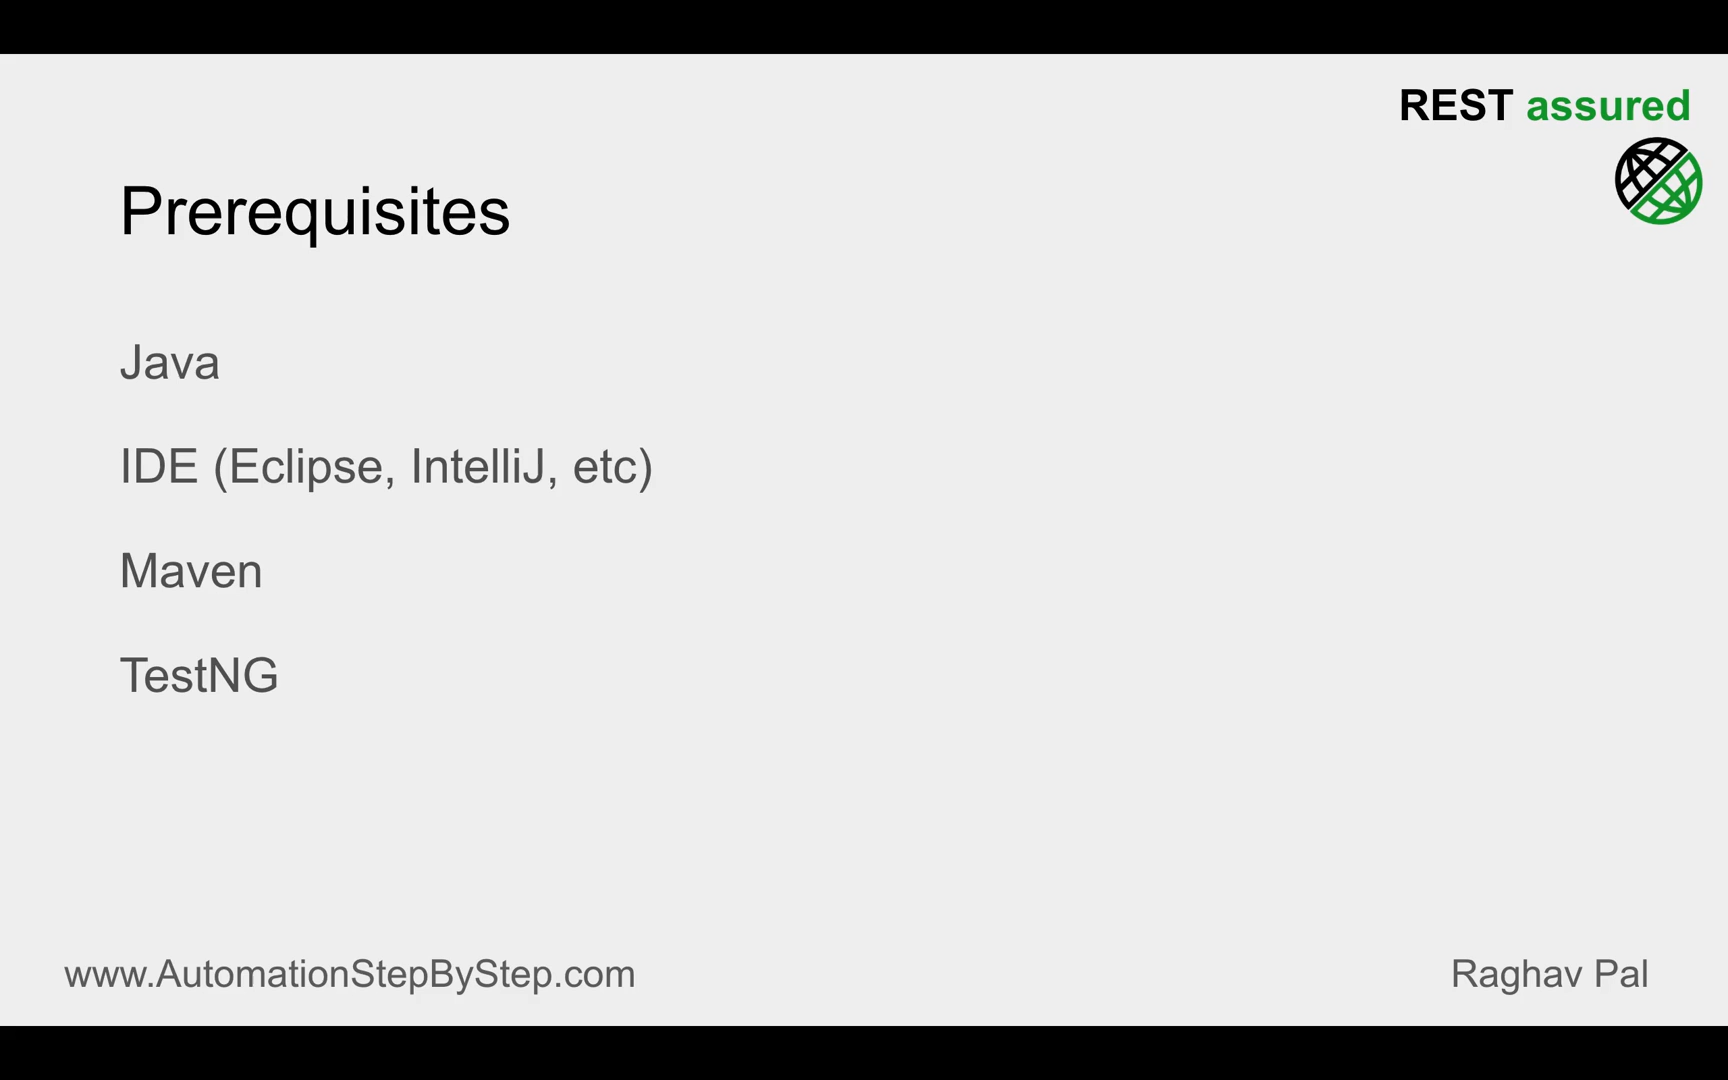 REST assured
Prerequisites
Java
IDE (Eclipse, IntelliJ, etc)
Maven
TestNG
www.AutomationStepByStep.com
Raghav Pal